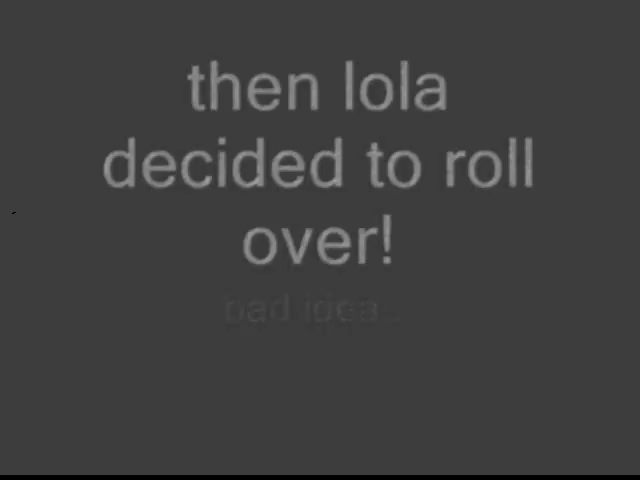 then lola
decided to roll
over!
bad idea...